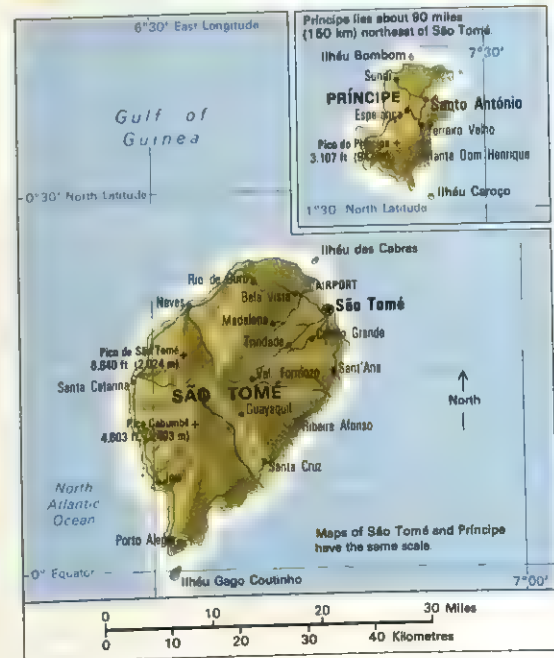 6°30' East Longitude
Príncipe lies about 90 miles
(160 km) northeast of São Tomé.
7°30'
Ilhéu Bombom
Sundi
PRÍNCIPE
Santo António
Esperança
Terreiro Velho
Pico do Príncipe +
3.107 ft
Infante Dom Henrique
Ilhéu Caroço
1°30 North Latitude
Gulf of
Guinea
0°30' North Latitude
Ilhéu das Cabras
Rio do Ouro
AIRPORT
Bela Vista
São Tomé
Neves
Madalena
Trindade
Grande
Pico de São Tomé
6.640 ft (2,024 m)
Santa Catarina
Val. Formozo
Sant'Ana
SÃO TOMÉ
North
Guayaquil
Pico Cabumbé +
4.603 ft
Ribeira Afonso
Santa Cruz
North
Atlantic
Ocean
Porto Alegre
Maps of São Tomé and Príncipe
have the same scale.
0° Equator
Ilhéu Gago Coutinho
7°00'
0 10 20 30 Miles
0 10 20 30 40 Kilometres